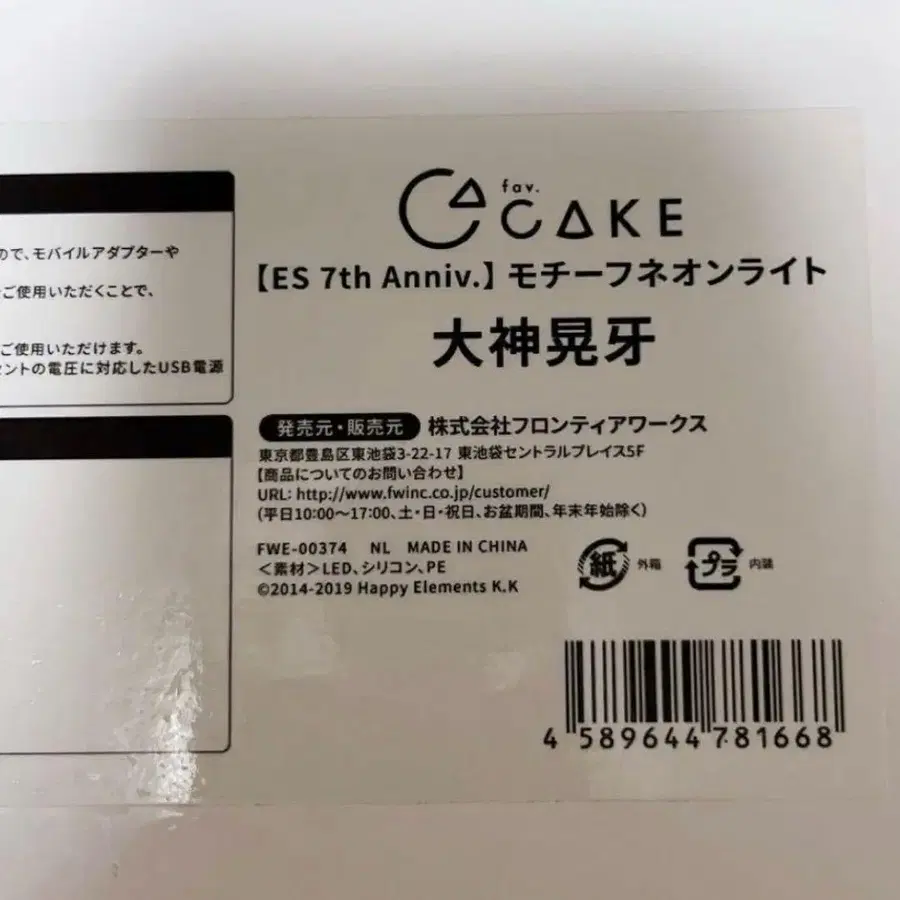 ので、モバイルアダプターや
ご使用いただくことで、
ご使用いただけます。
セントの電圧に対応したUSB電源
fav.
CAKE
【ES 7th Anniv.】モチーフネオンライト
大神晃牙
発売元・販売元 株式会社フロンティアワークス
東京都豊島区東池袋3-22-17 東池袋セントラルプレイス5F
【商品についてのお問い合わせ】
URL: http://www.fwinc.co.jp/customer/
(平日10:00～17:00、土・日・祝日、お盆期間、年末年始除く)
FWE-00374 NL MADE IN CHINA
＜素材＞LED、シリコン、PE
©2014-2019 Happy Elements K.K
紙 外箱 プラ 内装
4 589644 781668